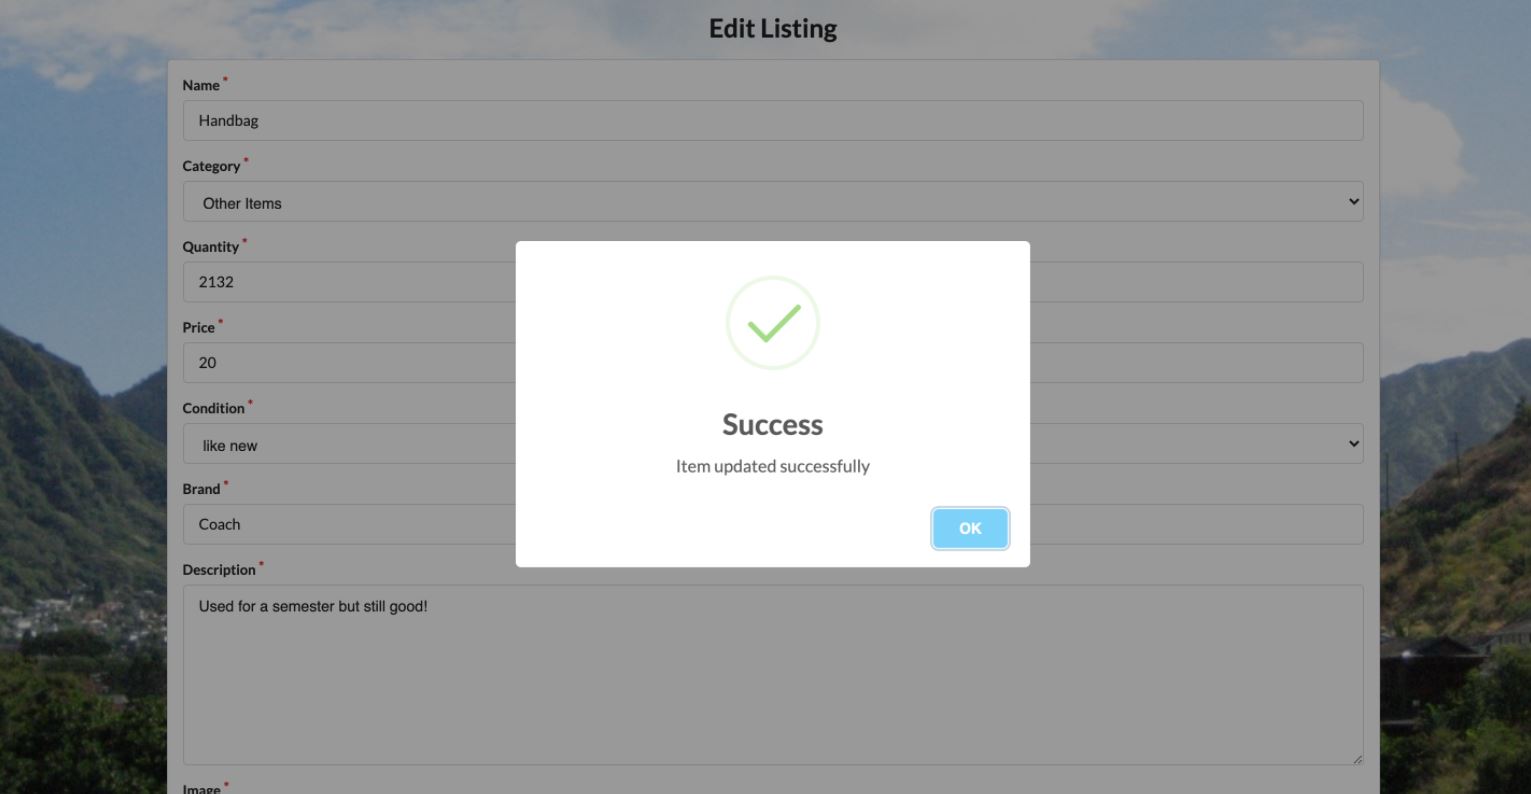 Edit Listing
Name *
Handbag
Category *
Other Items
Quantity *
2132
Price *
20
Condition *
like new
Brand *
Coach
Description *
Used for a semester but still good!
Image *
Success
Item updated successfully
OK